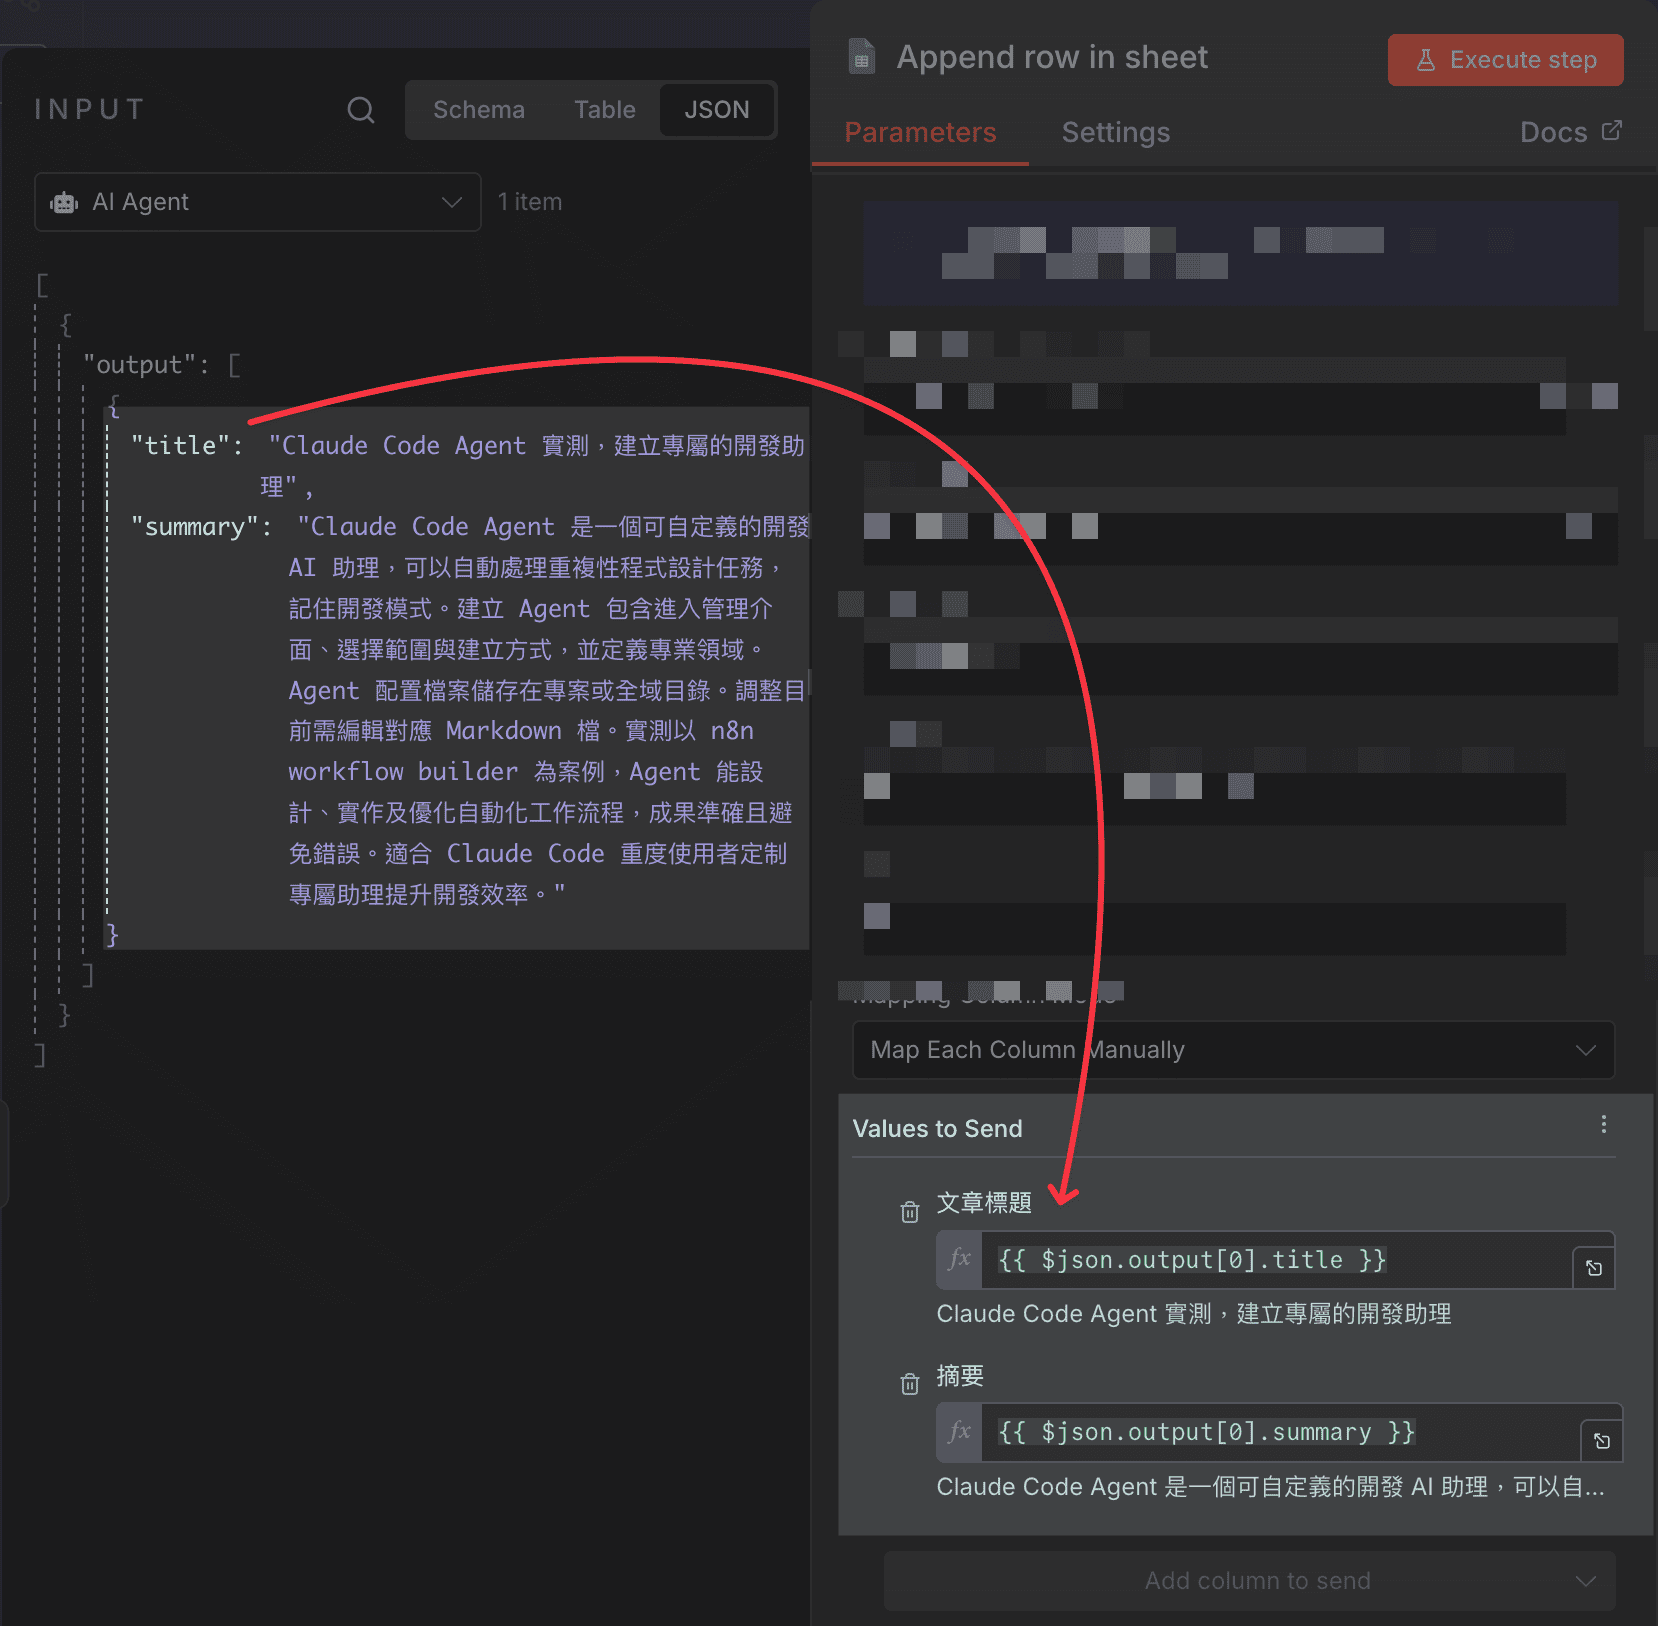 INPUT
Schema
Table
JSON
AI Agent
1 item
[
{
"output": [
{
"title": "Claude Code Agent 實測，建立專屬的開發助
理",
"summary": "Claude Code Agent 是一個可自定義的開發
AI 助理，可以自動處理重複性程式設計任務，
記住開發模式。建立 Agent 包含進入管理介
面、選擇範圍與建立方式，並定義專業領域。
Agent 配置檔案儲存在專案或全域目錄。調整目
前需編輯對應 Markdown 檔。實測以 n8n
workflow builder 為案例，Agent 能設
計、實作及優化自動化工作流程，成果準確且避
免錯誤。適合 Claude Code 重度使用者定制
專屬助理提升開發效率。"
}
]
}
]
Append row in sheet
Execute step
Parameters
Settings
Docs
Mapping Column Mode
Map Each Column Manually
Values to Send
文章標題
fx
{{ $json.output[0].title }}
Claude Code Agent 實測，建立專屬的開發助理
摘要
fx
{{ $json.output[0].summary }}
Claude Code Agent 是一個可自定義的開發 AI 助理，可以自...
Add column to send